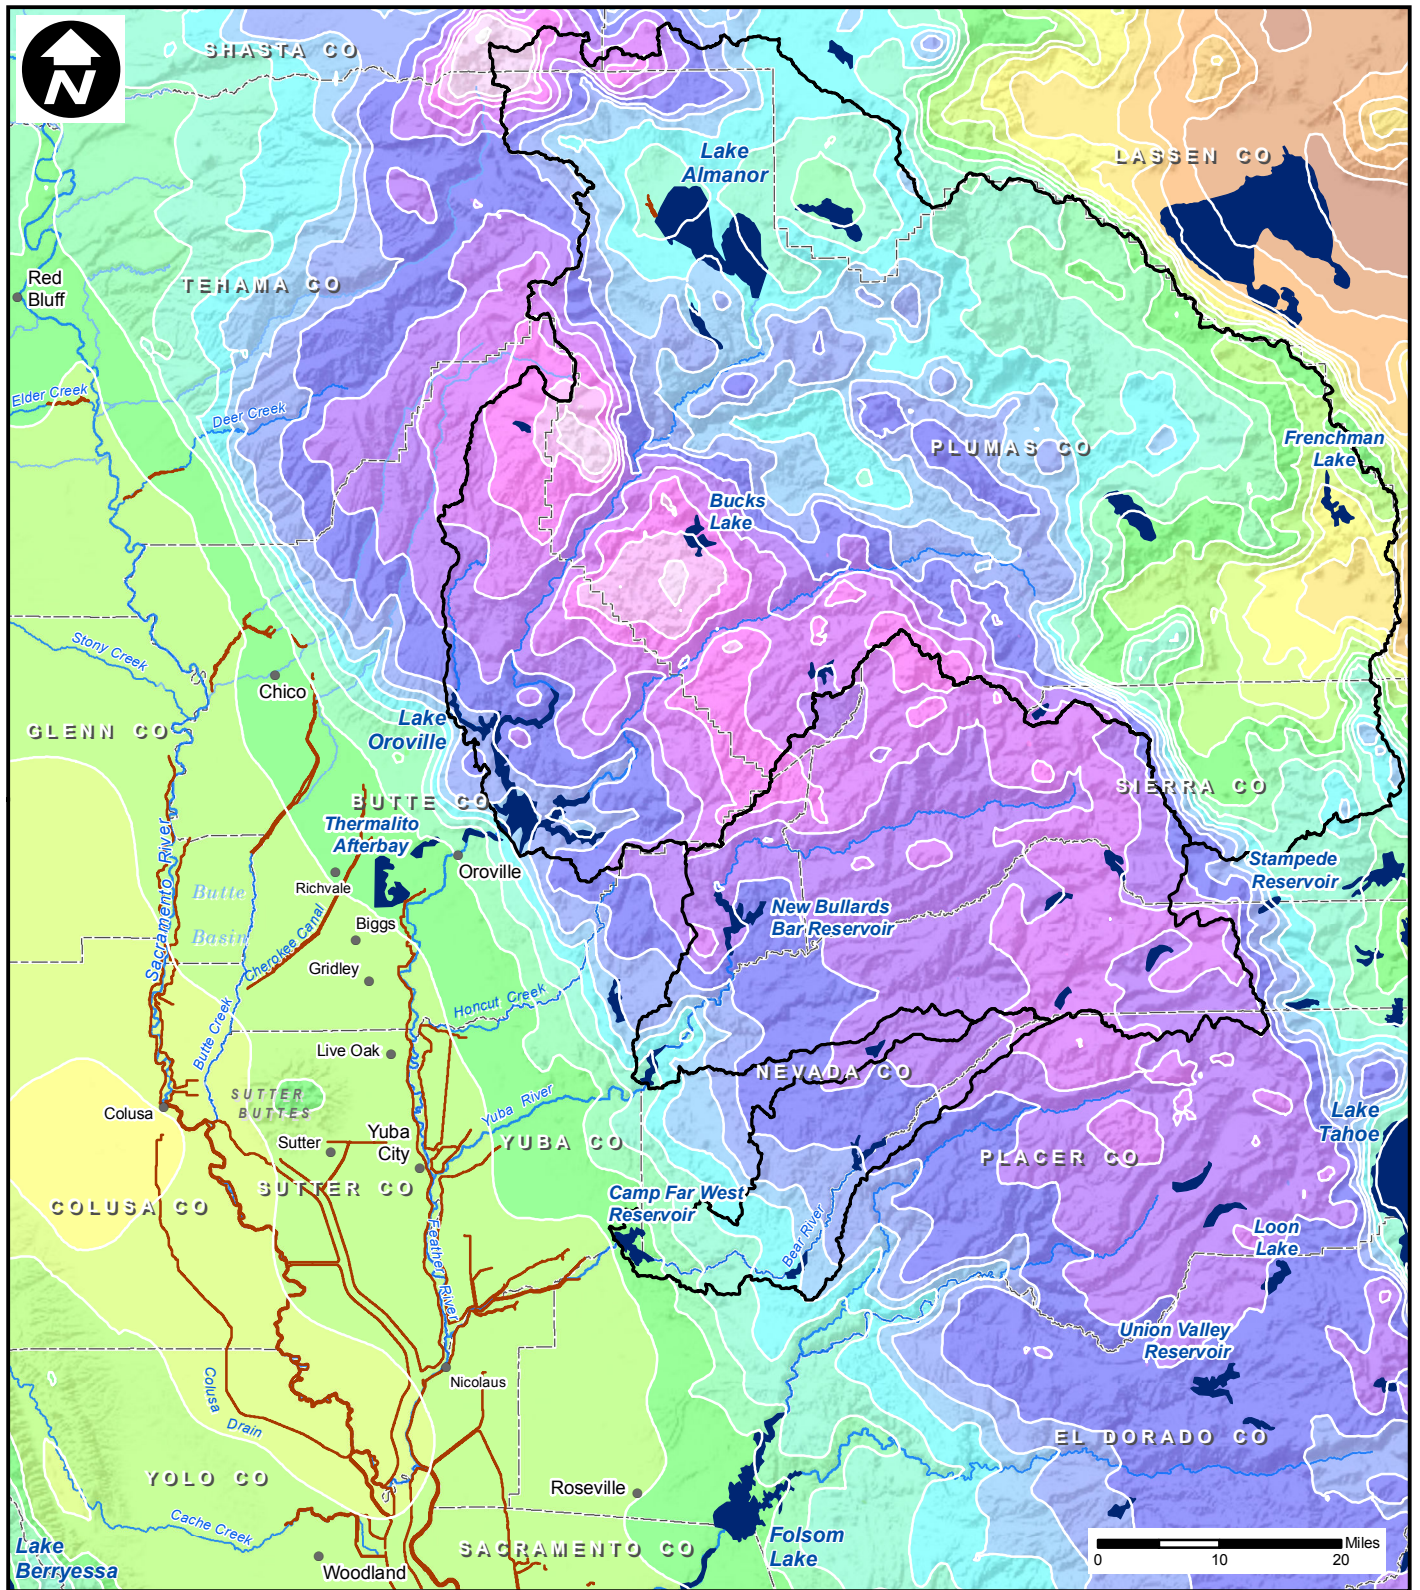 N
SHASTA CO
Lake
Almanor
LASSEN CO
Red
Bluff
TEHAMA CO
Elder Creek
Deer Creek
PLUMAS CO
Frenchman
Lake
Bucks
Lake
Stony Creek
Chico
GLENN CO
Lake
Oroville
BUTTE CO
SIERRA CO
Thermalito
Afterbay
Oroville
Stampede
Reservoir
Sacramento River
Richvale
Butte
Basin
Biggs
New Bullards
Bar Reservoir
Cherokee Canal
Gridley
Butte Creek
Honcut Creek
Live Oak
NEVADA CO
SUTTER
BUTTES
Colusa
Yuba River
Lake
Tahoe
Sutter
Yuba
City
YUBA CO
PLACER CO
SUTTER CO
COLUSA CO
Camp Far West
Reservoir
Feather River
Bear River
Loon
Lake
Union Valley
Reservoir
Nicolaus
Colusa
Drain
EL DORADO CO
YOLO CO
Roseville
Cache Creek
Lake
Berryessa
Folsom
Lake
SACRAMENTO CO
Woodland
Miles
0 10 20